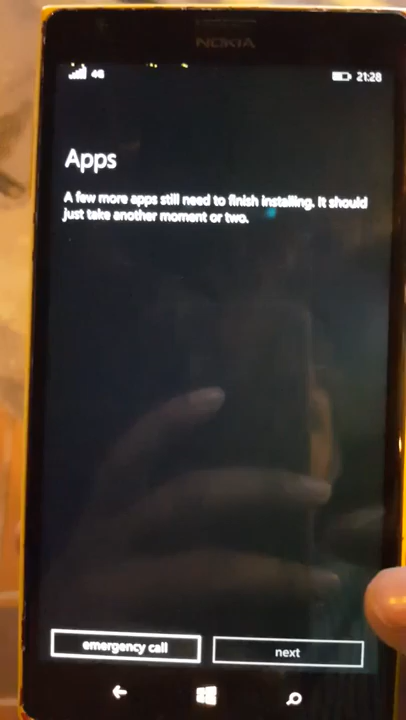 NOKIA
4G 21:28
Apps
A few more apps still need to finish installing. It should
just take another moment or two.
emergency call next